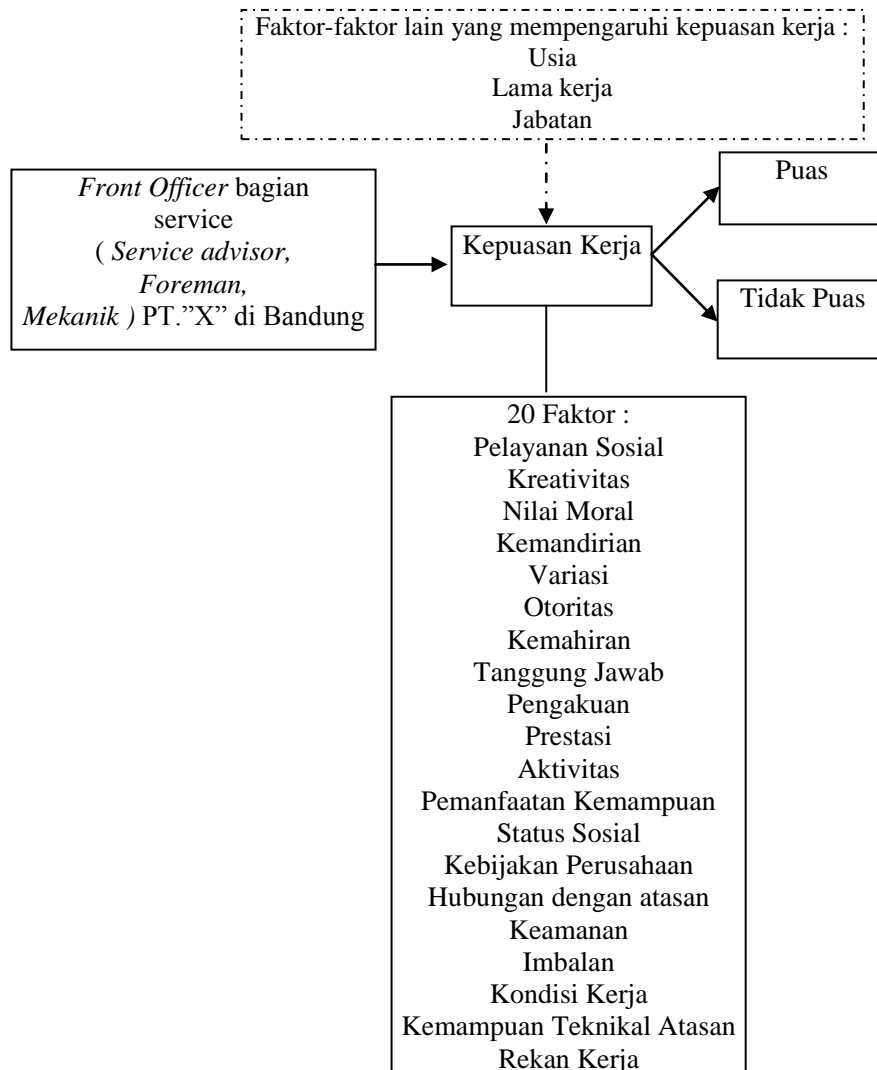 Faktor-faktor lain yang mempengaruhi kepuasan kerja :
Usia
Lama kerja
Jabatan
Front Officer bagian
service
( Service advisor,
Foreman,
Mekanik ) PT.”X” di Bandung
Kepuasan Kerja
Puas
Tidak Puas
20 Faktor :
Pelayanan Sosial
Kreativitas
Nilai Moral
Kemandirian
Variasi
Otoritas
Kemahiran
Tanggung Jawab
Pengakuan
Prestasi
Aktivitas
Pemanfaatan Kemampuan
Status Sosial
Kebijakan Perusahaan
Hubungan dengan atasan
Keamanan
Imbalan
Kondisi Kerja
Kemampuan Teknikal Atasan
Rekan Kerja